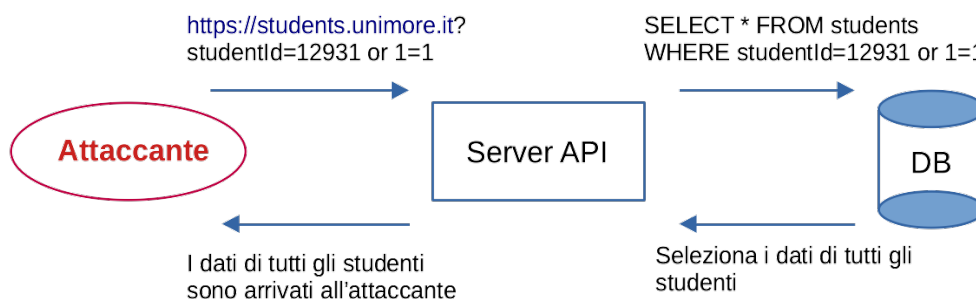 https://students.unimore.it?
studentId=12931 or 1=1
SELECT * FROM students
WHERE studentId=12931 or 1=1
Attaccante
Server API
DB
I dati di tutti gli studenti
sono arrivati all'attaccante
Seleziona i dati di tutti gli
studenti